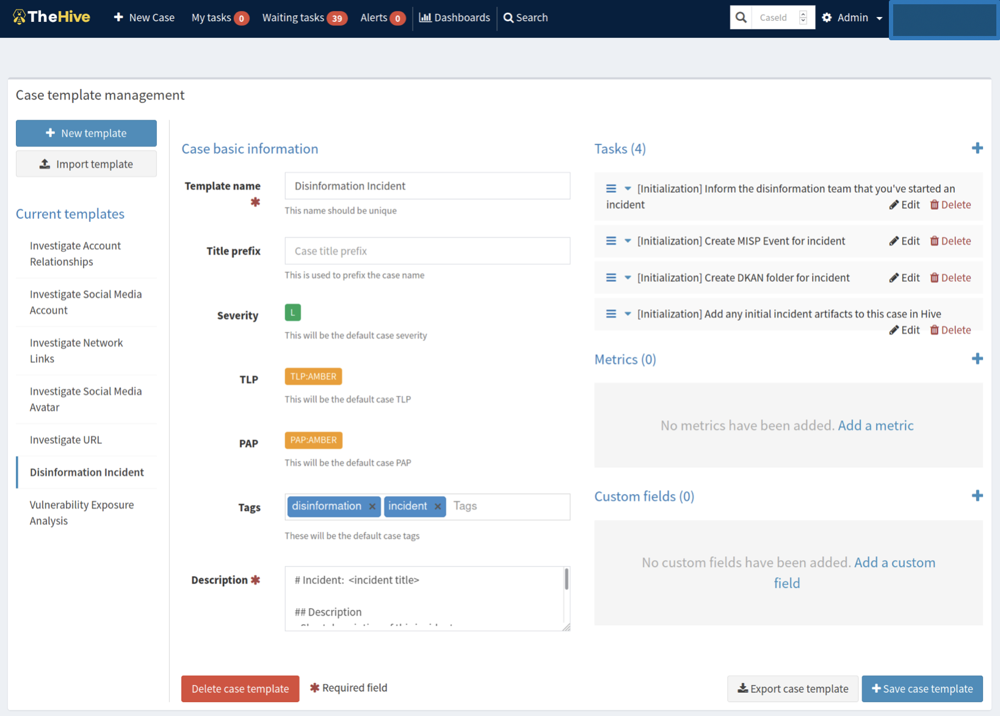 TheHive
New Case
My tasks 0
Waiting tasks 39
Alerts 0
Dashboards
Search
CaseId
Admin
Case template management
New template
Import template
Current templates
Investigate Account
Relationships
Investigate Social Media
Account
Investigate Network
Links
Investigate Social Media
Avatar
Investigate URL
Disinformation Incident
Vulnerability Exposure
Analysis
Case basic information
Template name
Disinformation Incident
This name should be unique
Title prefix
Case title prefix
This is used to prefix the case name
Severity
L
This will be the default case severity
TLP
TLP:AMBER
This will be the default case TLP
PAP
PAP:AMBER
This will be the default case PAP
Tags
disinformation × incident × Tags
These will be the default case tags
Description
# Incident: <incident title>
## Description
Tasks (4)
[Initialization] Inform the disinformation team that you've started an
incident
Edit Delete
[Initialization] Create MISP Event for incident
Edit Delete
[Initialization] Create DKAN folder for incident
Edit Delete
[Initialization] Add any initial incident artifacts to this case in Hive
Edit Delete
Metrics (0)
No metrics have been added. Add a metric
Custom fields (0)
No custom fields have been added. Add a custom
field
Delete case template
Required field
Export case template
Save case template